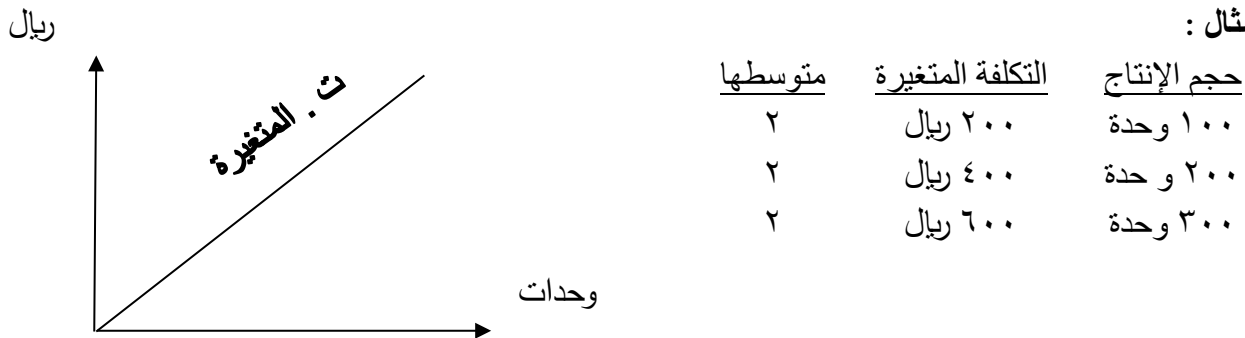 ريال
مثال :
حجم الإنتاج التكلفة المتغيرة متوسطها
١٠٠ وحدة ٢٠٠ ريال ٢
٢٠٠ و حدة ٤٠٠ ريال ٢
٣٠٠ وحدة ٦٠٠ ريال ٢
ت . المتغيرة
وحدات